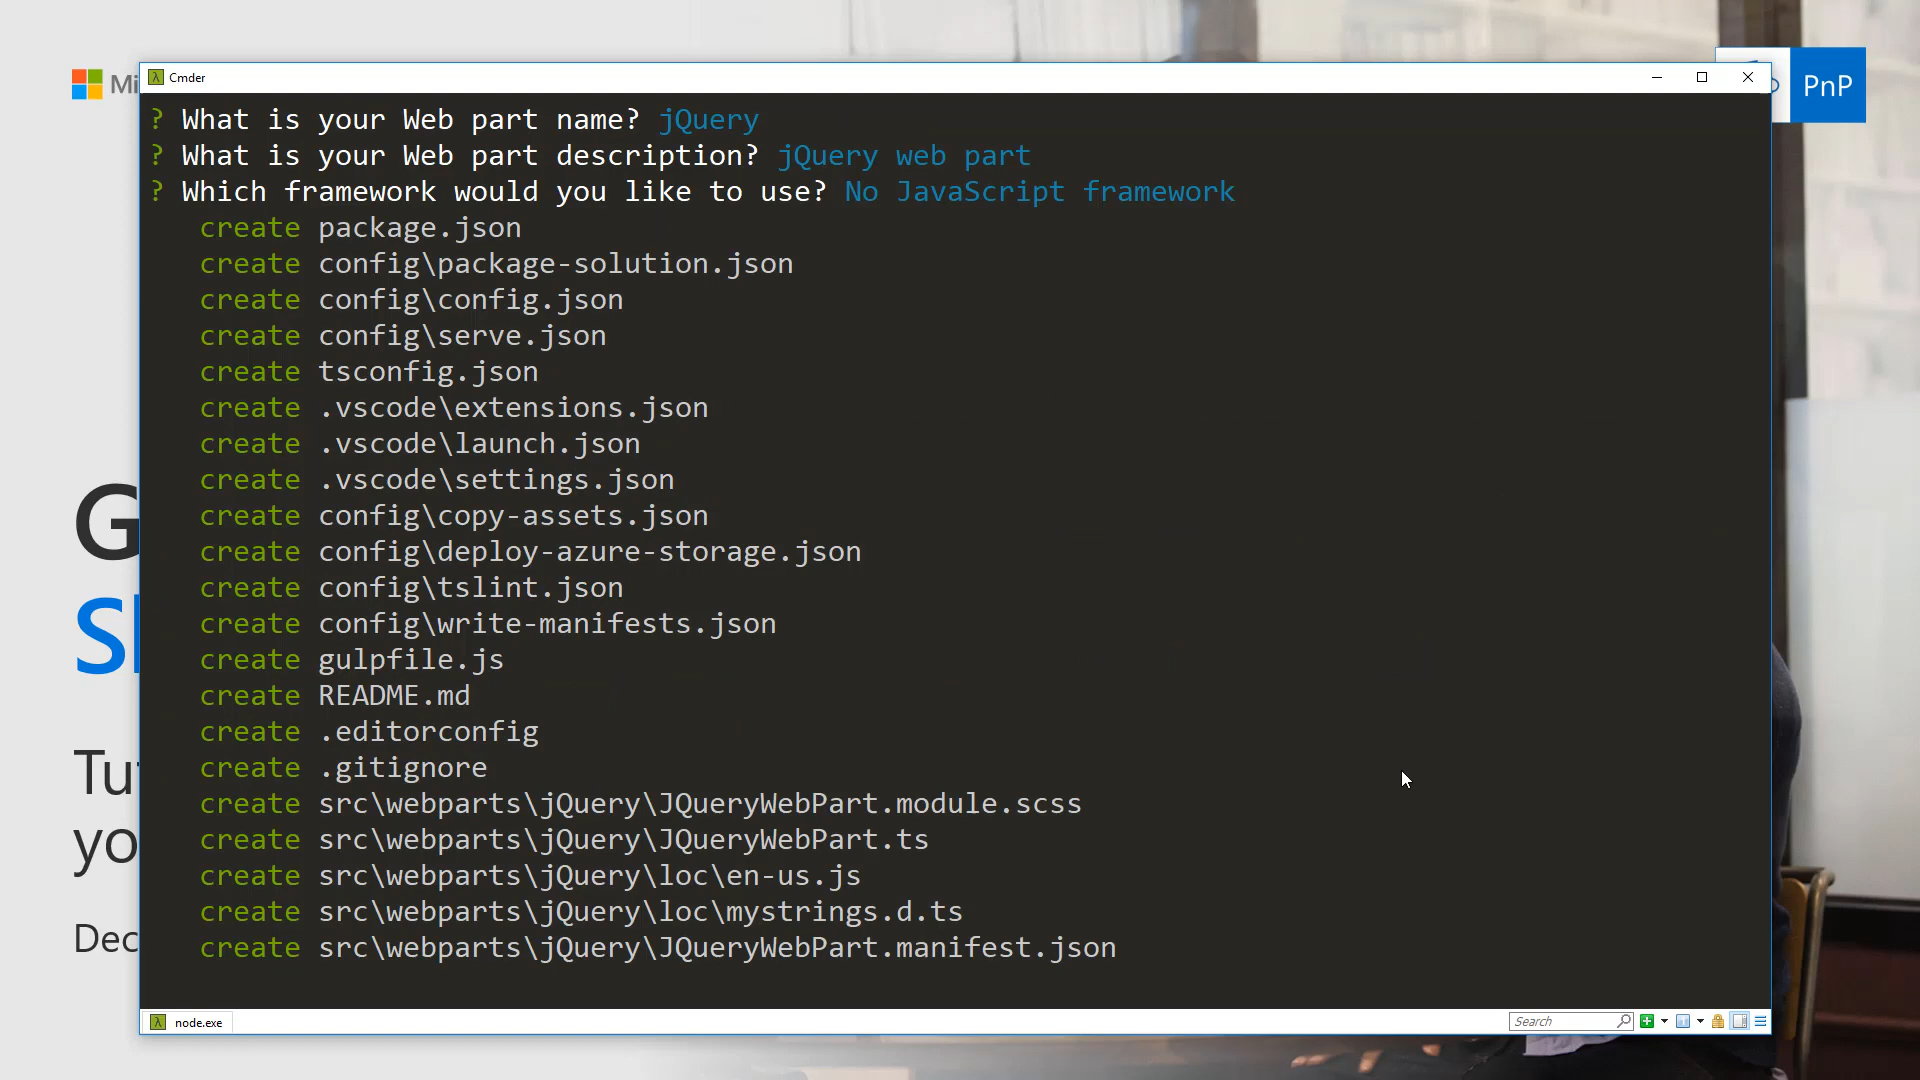 Mi
Cmder
PnP
? What is your Web part name? jQuery
? What is your Web part description? jQuery web part
? Which framework would you like to use? No JavaScript framework
create package.json
create config\package-solution.json
create config\config.json
create config\serve.json
create tsconfig.json
create .vscode\extensions.json
create .vscode\launch.json
create .vscode\settings.json
create config\copy-assets.json
create config\deploy-azure-storage.json
create config\tslint.json
create config\write-manifests.json
create gulpfile.js
create README.md
create .editorconfig
create .gitignore
create src\webparts\jQuery\JQueryWebPart.module.scss
create src\webparts\jQuery\JQueryWebPart.ts
create src\webparts\jQuery\loc\en-us.js
create src\webparts\jQuery\loc\mystrings.d.ts
create src\webparts\jQuery\JQueryWebPart.manifest.json
G
yo
Dec
node.exe
Search